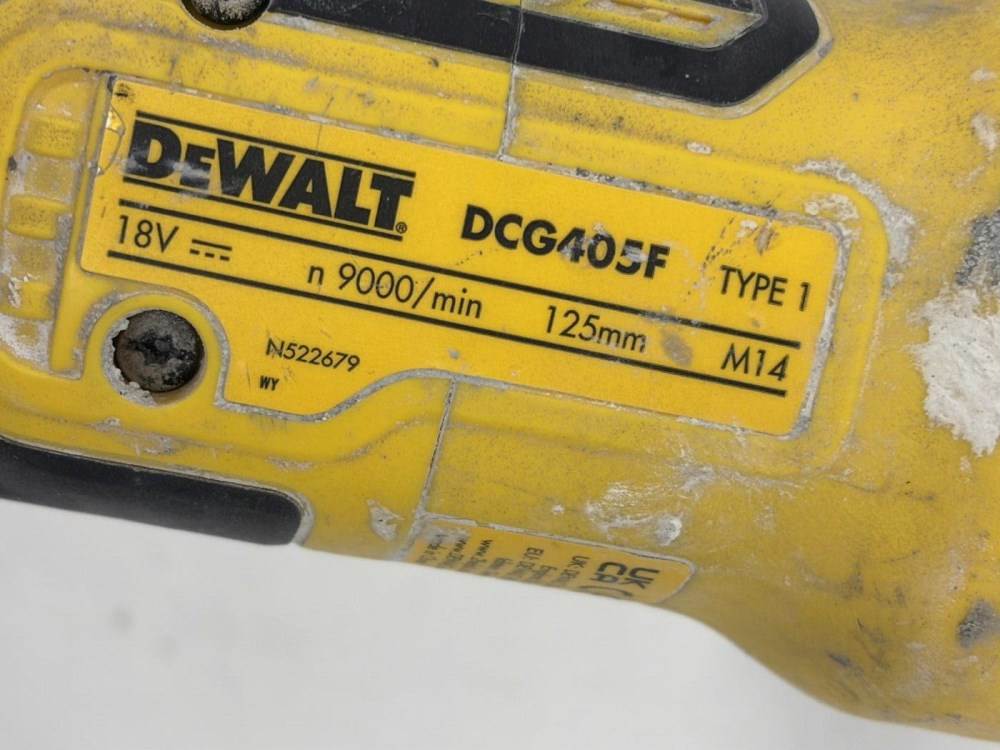 DEWALT®
DCG405F TYPE 1
18V n 9000/min 125mm M14
N522679
WY
UK
CA